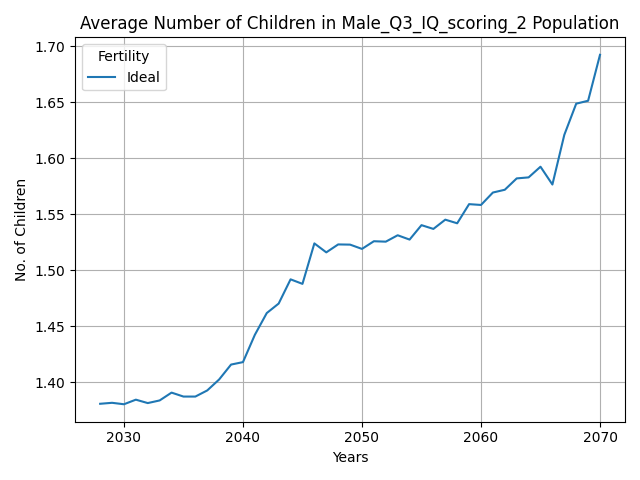 Average Number of Children in Male_Q3_IQ_scoring_2 Population
Fertility
Ideal
1.70
1.65
1.60
1.55
1.50
1.45
1.40
No. of Children
2030 2040 2050 2060 2070
Years